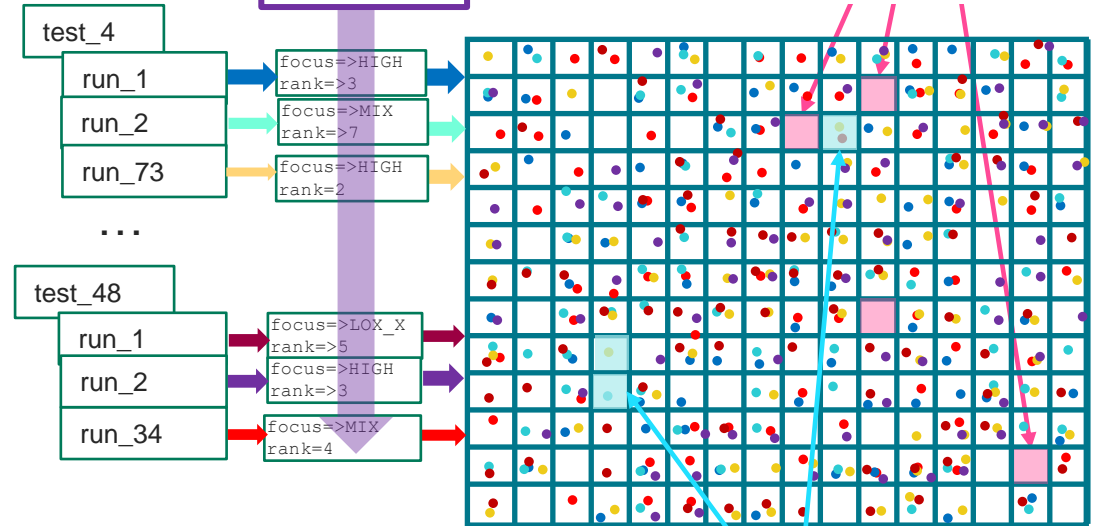 test_4
run_1
focus=>HIGH
rank=>3
run_2
focus=>MIX
rank=>7
run_73
focus=>HIGH
rank=2
...
test_48
run_1
focus=>LOX_X
rank=>5
run_2
focus=>HIGH
rank=>3
run_34
focus=>MIX
rank=4